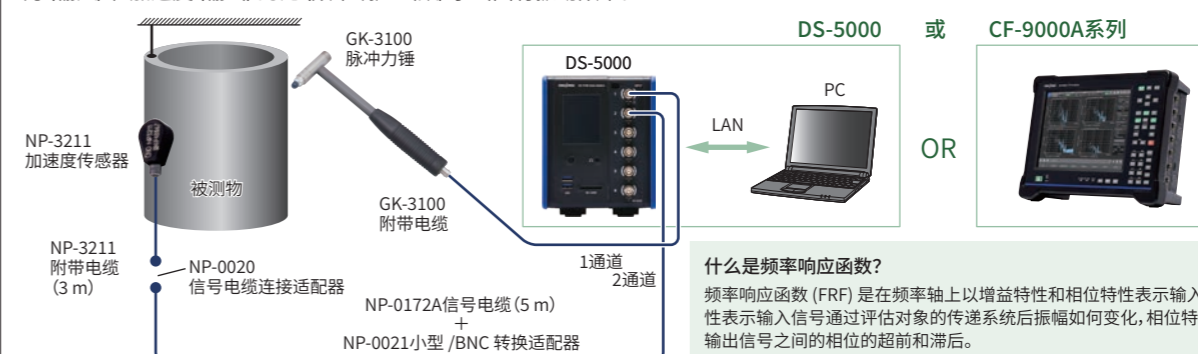 DS-5000 或 CF-9000A系列
GK-3100
脉冲力锤
DS-5000
PC
LAN
OR
NP-3211
加速度传感器
被测物
GK-3100
附带电缆
NP-3211
附带电缆
（3 m）
NP-0020
信号电缆连接适配器
1通道
2通道
NP-0172A信号电缆（5 m）
＋
NP-0021小型 /BNC 转换适配器
什么是频率响应函数？
频率响应函数 (FRF) 是在频率轴上以增益特性和相位特性表示输入
性表示输入信号通过评估对象的传递系统后振幅如何变化，相位特
输出信号之间的相位的超前和滞后。